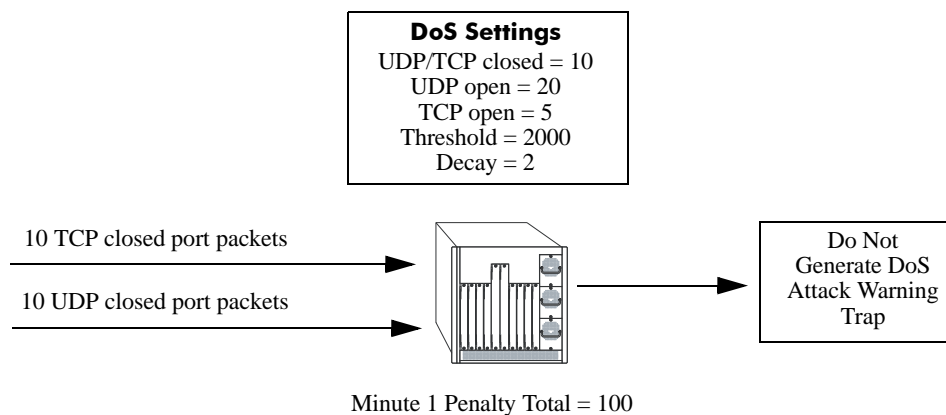 DoS Settings
UDP/TCP closed = 10
UDP open = 20
TCP open = 5
Threshold = 2000
Decay = 2
10 TCP closed port packets
10 UDP closed port packets
Do Not
Generate DoS
Attack Warning
Trap
Minute 1 Penalty Total = 100